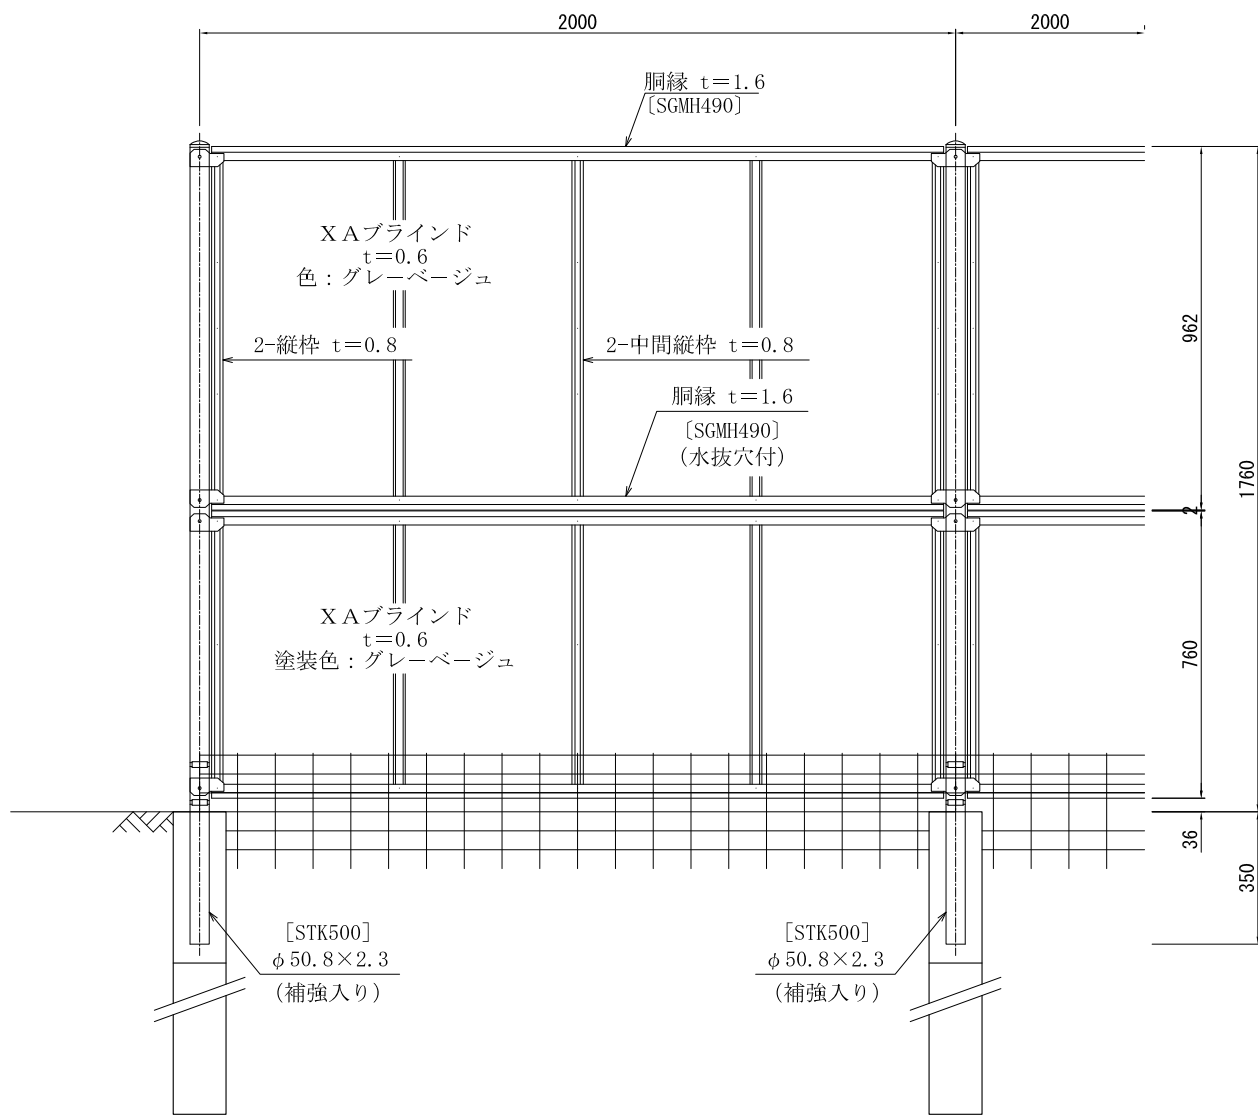 2000
2000
胴縁 t=1.6
[SGMH490]
XAブラインド
t=0.6
色：グレーベージュ
2-縦枠 t=0.8
2-中間縦枠 t=0.8
胴縁 t=1.6
[SGMH490]
(水抜穴付)
962
1760
2
XAブラインド
t=0.6
塗装色：グレーベージュ
760
36
350
[STK500]
φ50.8×2.3
(補強入り)
[STK500]
φ50.8×2.3
(補強入り)